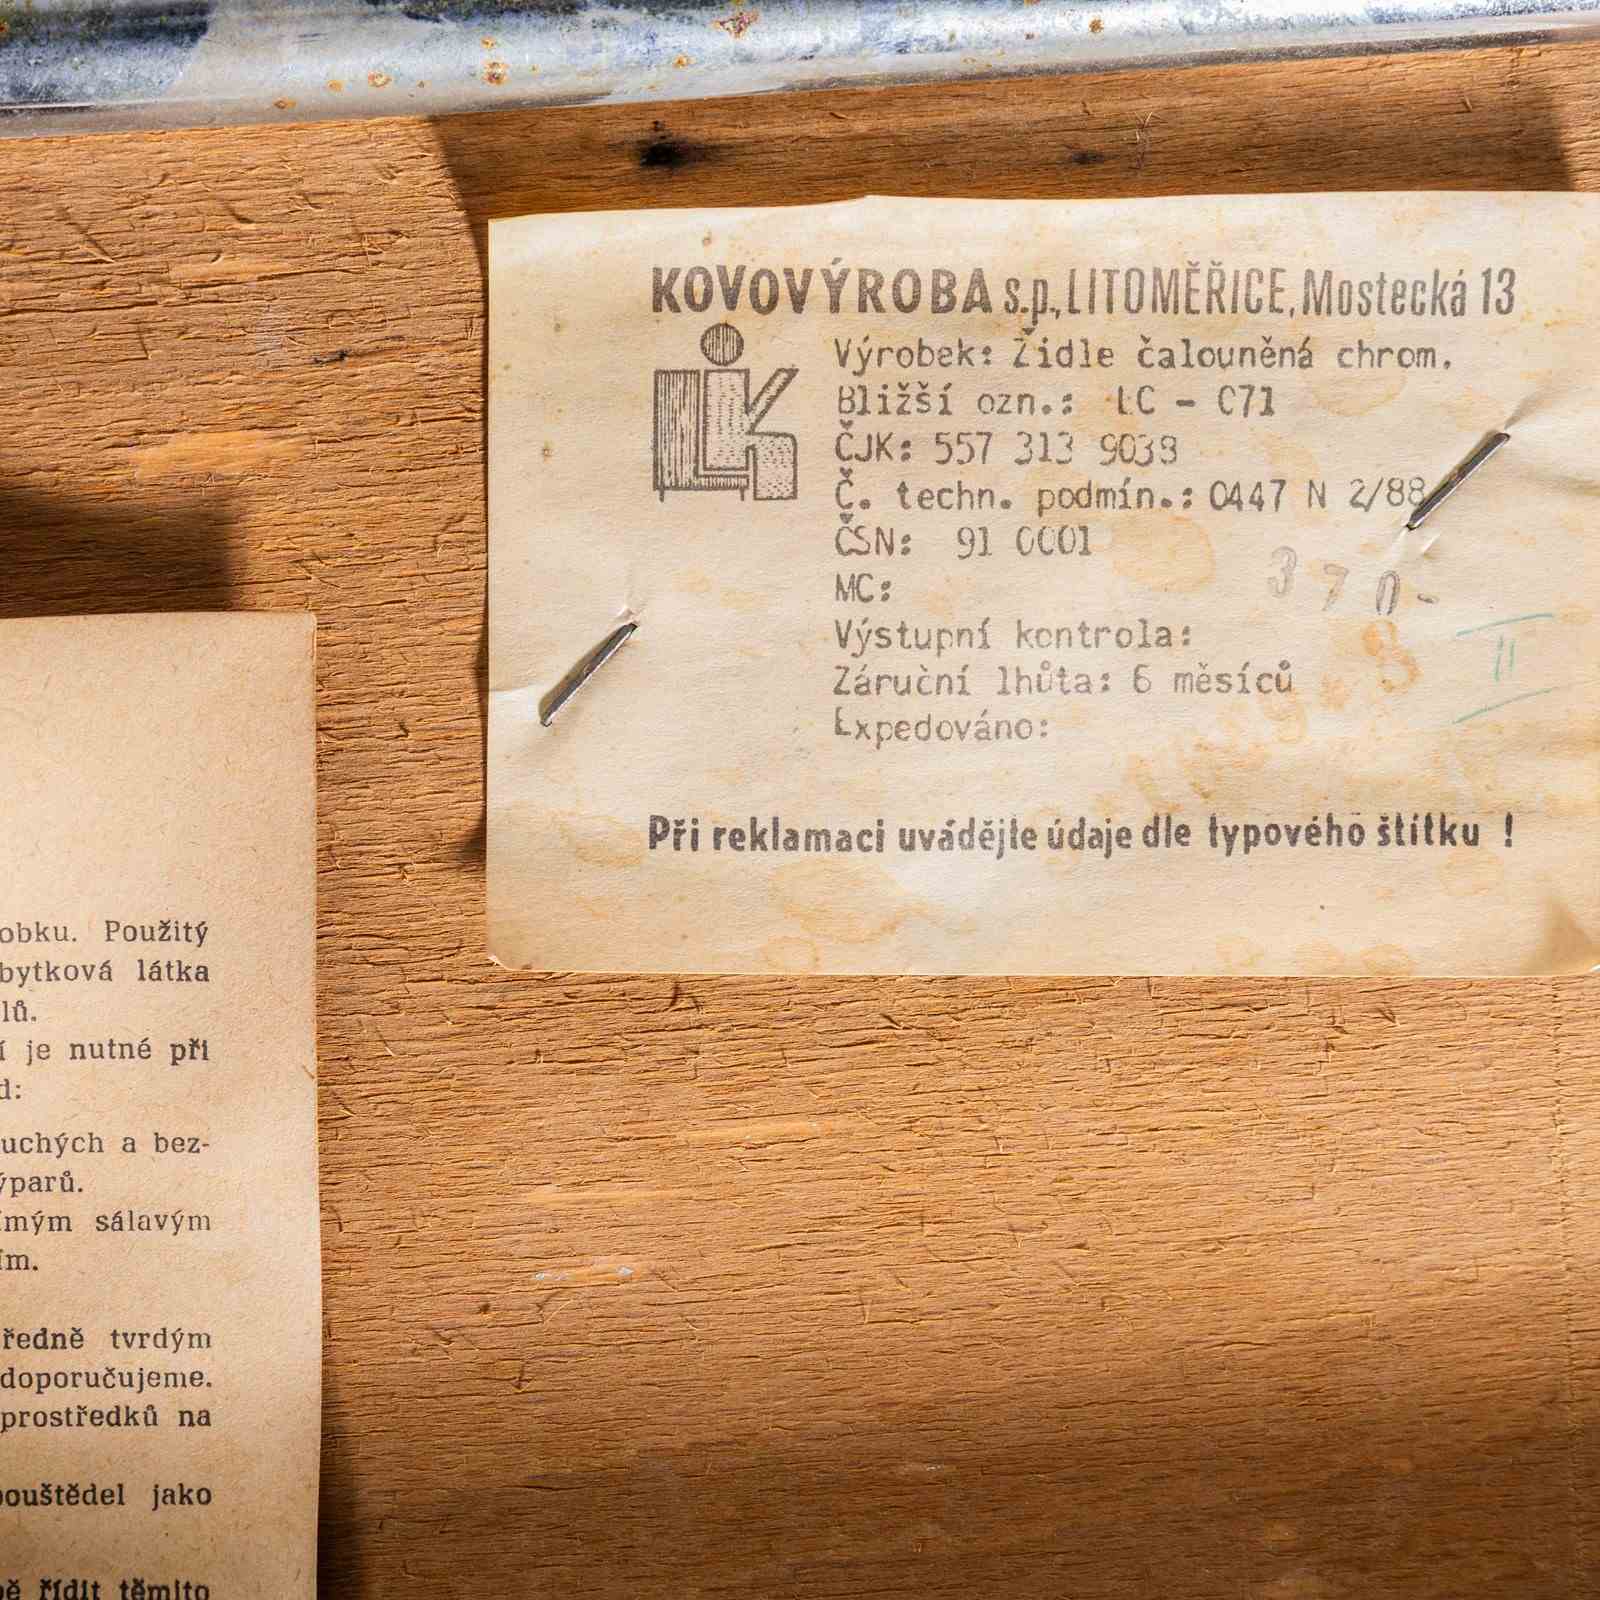 KOVOVÝROBA s.p., LITOMĚŘICE, Mostecká 13
Výrobek: Židle čalouněná chrom.
Bližší ozn.: LC - C71
ČJK: 557 313 9038
Č. techn. podmín.: 0447 N 2/88
ČSN: 91 0001
MC:
370-
Výstupní kontrola:
II
Záruční lhůta: 6 měsíců
Expedováno:
Při reklamaci uvádějte údaje dle typového štítku !
obku. Použitý
bytková látka
lů.
í je nutné při
d:
uchých a bez-
ýparů.
ímým sálavým
ím.
ředně tvrdým
doporučujeme.
prostředků na
pouštědel jako
ě řídit těmito